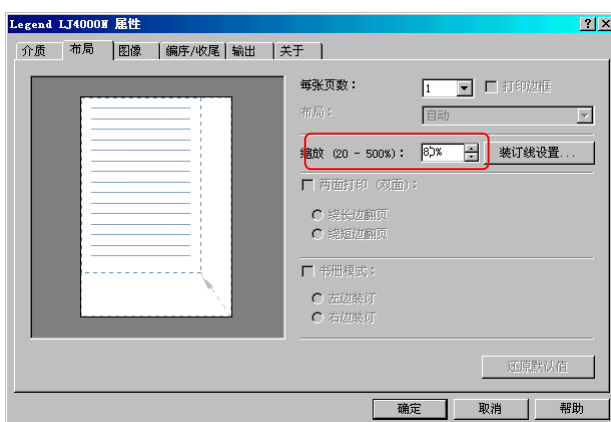 Legend LJ4000N 属性
介质 布局 图像 编序/收尾 输出 关于
每张页数： 1 打印边框
布局： 自动
缩放 (20 - 500%)： 80% 装订线设置...
两面打印 (双面)：
绕长边翻页
绕短边翻页
书册模式：
左边装订
右边装订
还原默认值
确定 取消 帮助